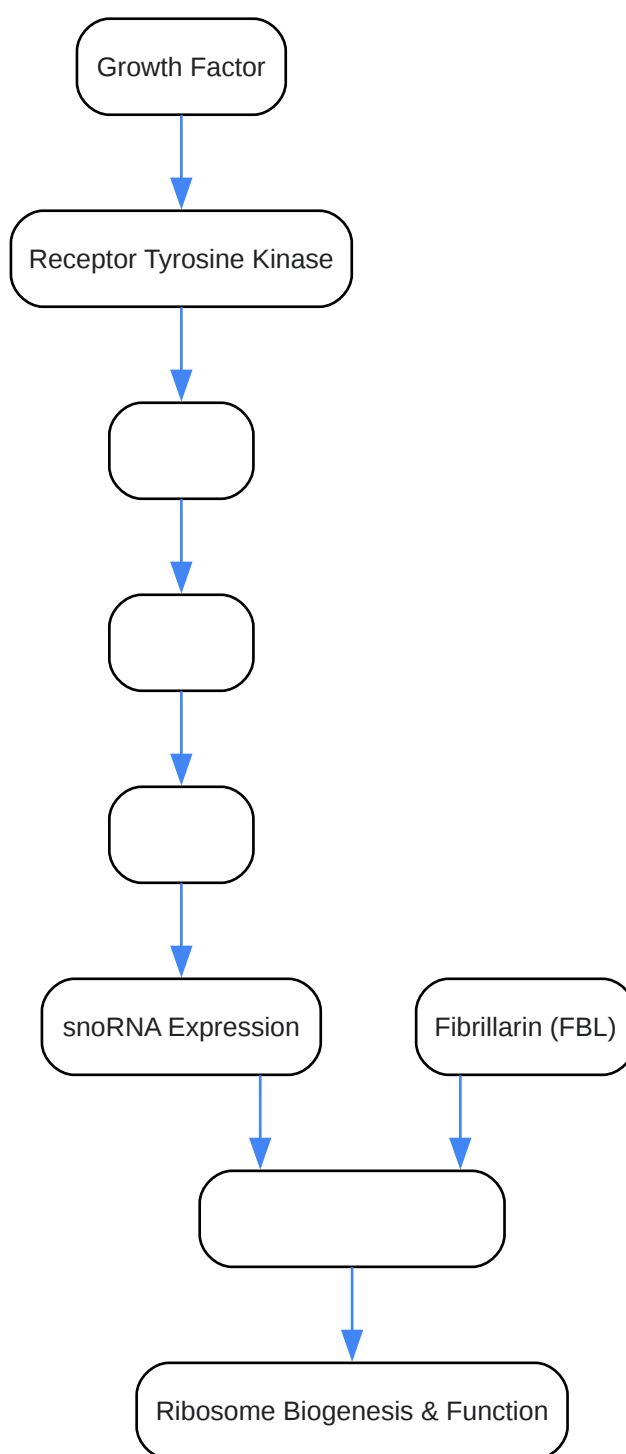 Growth Factor
Receptor Tyrosine Kinase
snoRNA Expression
Fibrillarin (FBL)
Ribosome Biogenesis & Function